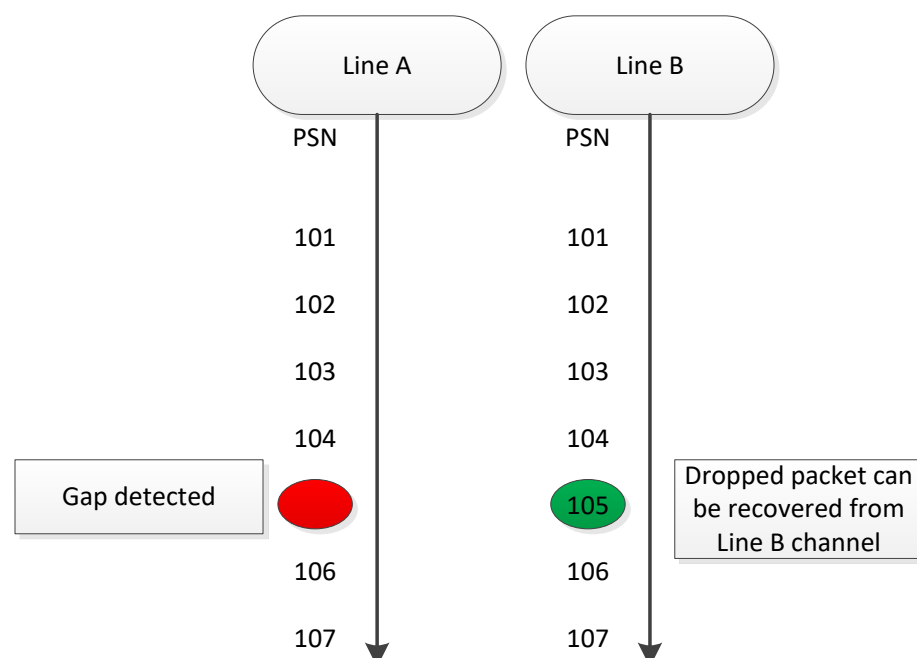 Line A
Line B
PSN
PSN
101
101
102
102
103
103
104
104
Gap detected
105
Dropped packet can
be recovered from
Line B channel
106
106
107
107